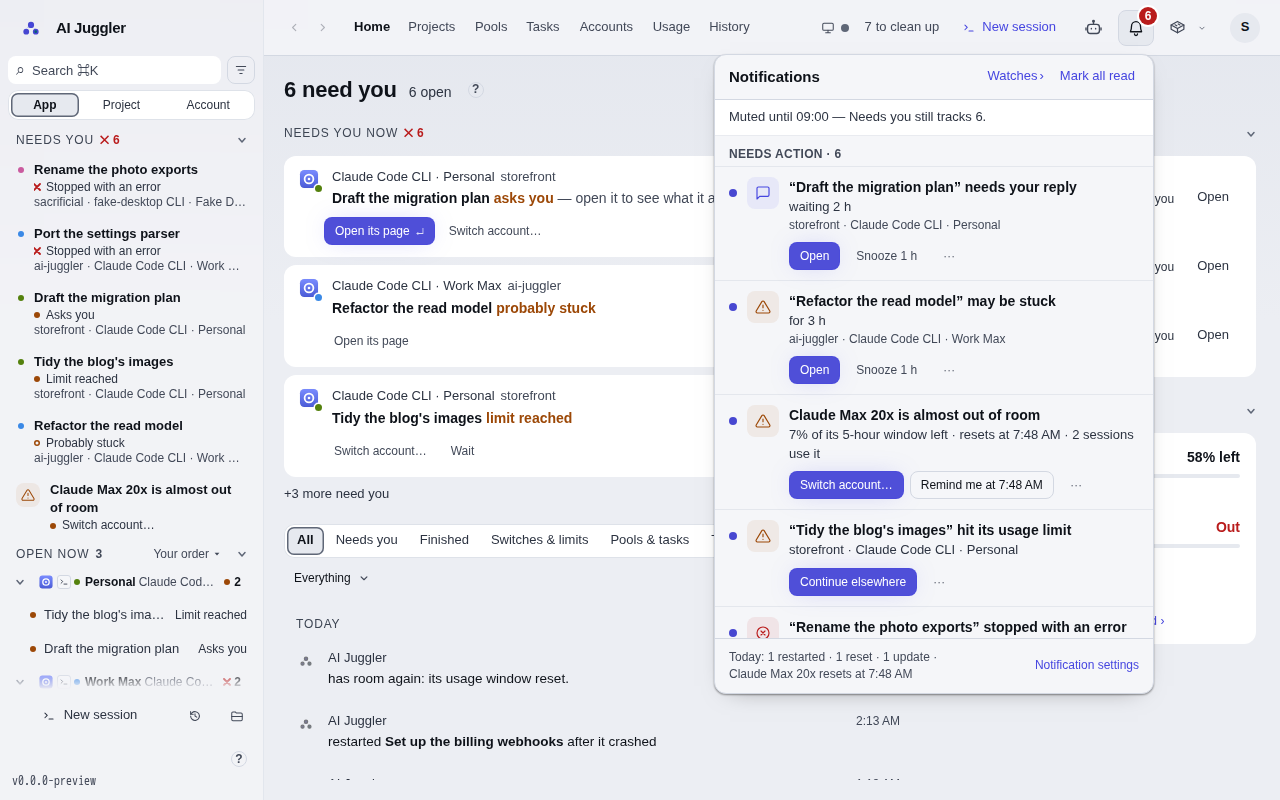 AI Juggler
Search ⌘K
App
Project
Account
NEEDS YOU 6
Rename the photo exports
Stopped with an error
sacrificial · fake-desktop CLI · Fake D…
Port the settings parser
Stopped with an error
ai-juggler · Claude Code CLI · Work …
Draft the migration plan
Asks you
storefront · Claude Code CLI · Personal
Tidy the blog's images
Limit reached
storefront · Claude Code CLI · Personal
Refactor the read model
Probably stuck
ai-juggler · Claude Code CLI · Work …
Claude Max 20x is almost out
of room
Switch account…
OPEN NOW 3
Your order
Personal Claude Cod… 2
Tidy the blog's ima… Limit reached
Draft the migration plan Asks you
Work Max Claude Co… 2
New session
?
v0.0.0-preview
Home
Projects
Pools
Tasks
Accounts
Usage
History
7 to clean up
New session
6
S
6 need you
6 open
?
NEEDS YOU NOW 6
Claude Code CLI · Personal storefront
Draft the migration plan asks you — open it to see what it a
Open its page
Switch account…
Claude Code CLI · Work Max ai-juggler
Refactor the read model probably stuck
Open its page
Claude Code CLI · Personal storefront
Tidy the blog's images limit reached
Switch account…
Wait
+3 more need you
All
Needs you
Finished
Switches & limits
Pools & tasks
Everything
TODAY
AI Juggler
has room again: its usage window reset.
AI Juggler
2:13 AM
restarted Set up the billing webhooks after it crashed
Notifications
Watches ›
Mark all read
Muted until 09:00 — Needs you still tracks 6.
NEEDS ACTION · 6
“Draft the migration plan” needs your reply
waiting 2 h
storefront · Claude Code CLI · Personal
Open
Snooze 1 h
···
“Refactor the read model” may be stuck
for 3 h
ai-juggler · Claude Code CLI · Work Max
Open
Snooze 1 h
···
Claude Max 20x is almost out of room
7% of its 5-hour window left · resets at 7:48 AM · 2 sessions
use it
Switch account…
Remind me at 7:48 AM
···
“Tidy the blog's images” hit its usage limit
storefront · Claude Code CLI · Personal
Continue elsewhere
···
“Rename the photo exports” stopped with an error
Today: 1 restarted · 1 reset · 1 update ·
Claude Max 20x resets at 7:48 AM
Notification settings
you
Open
you
Open
you
Open
58% left
Out
›